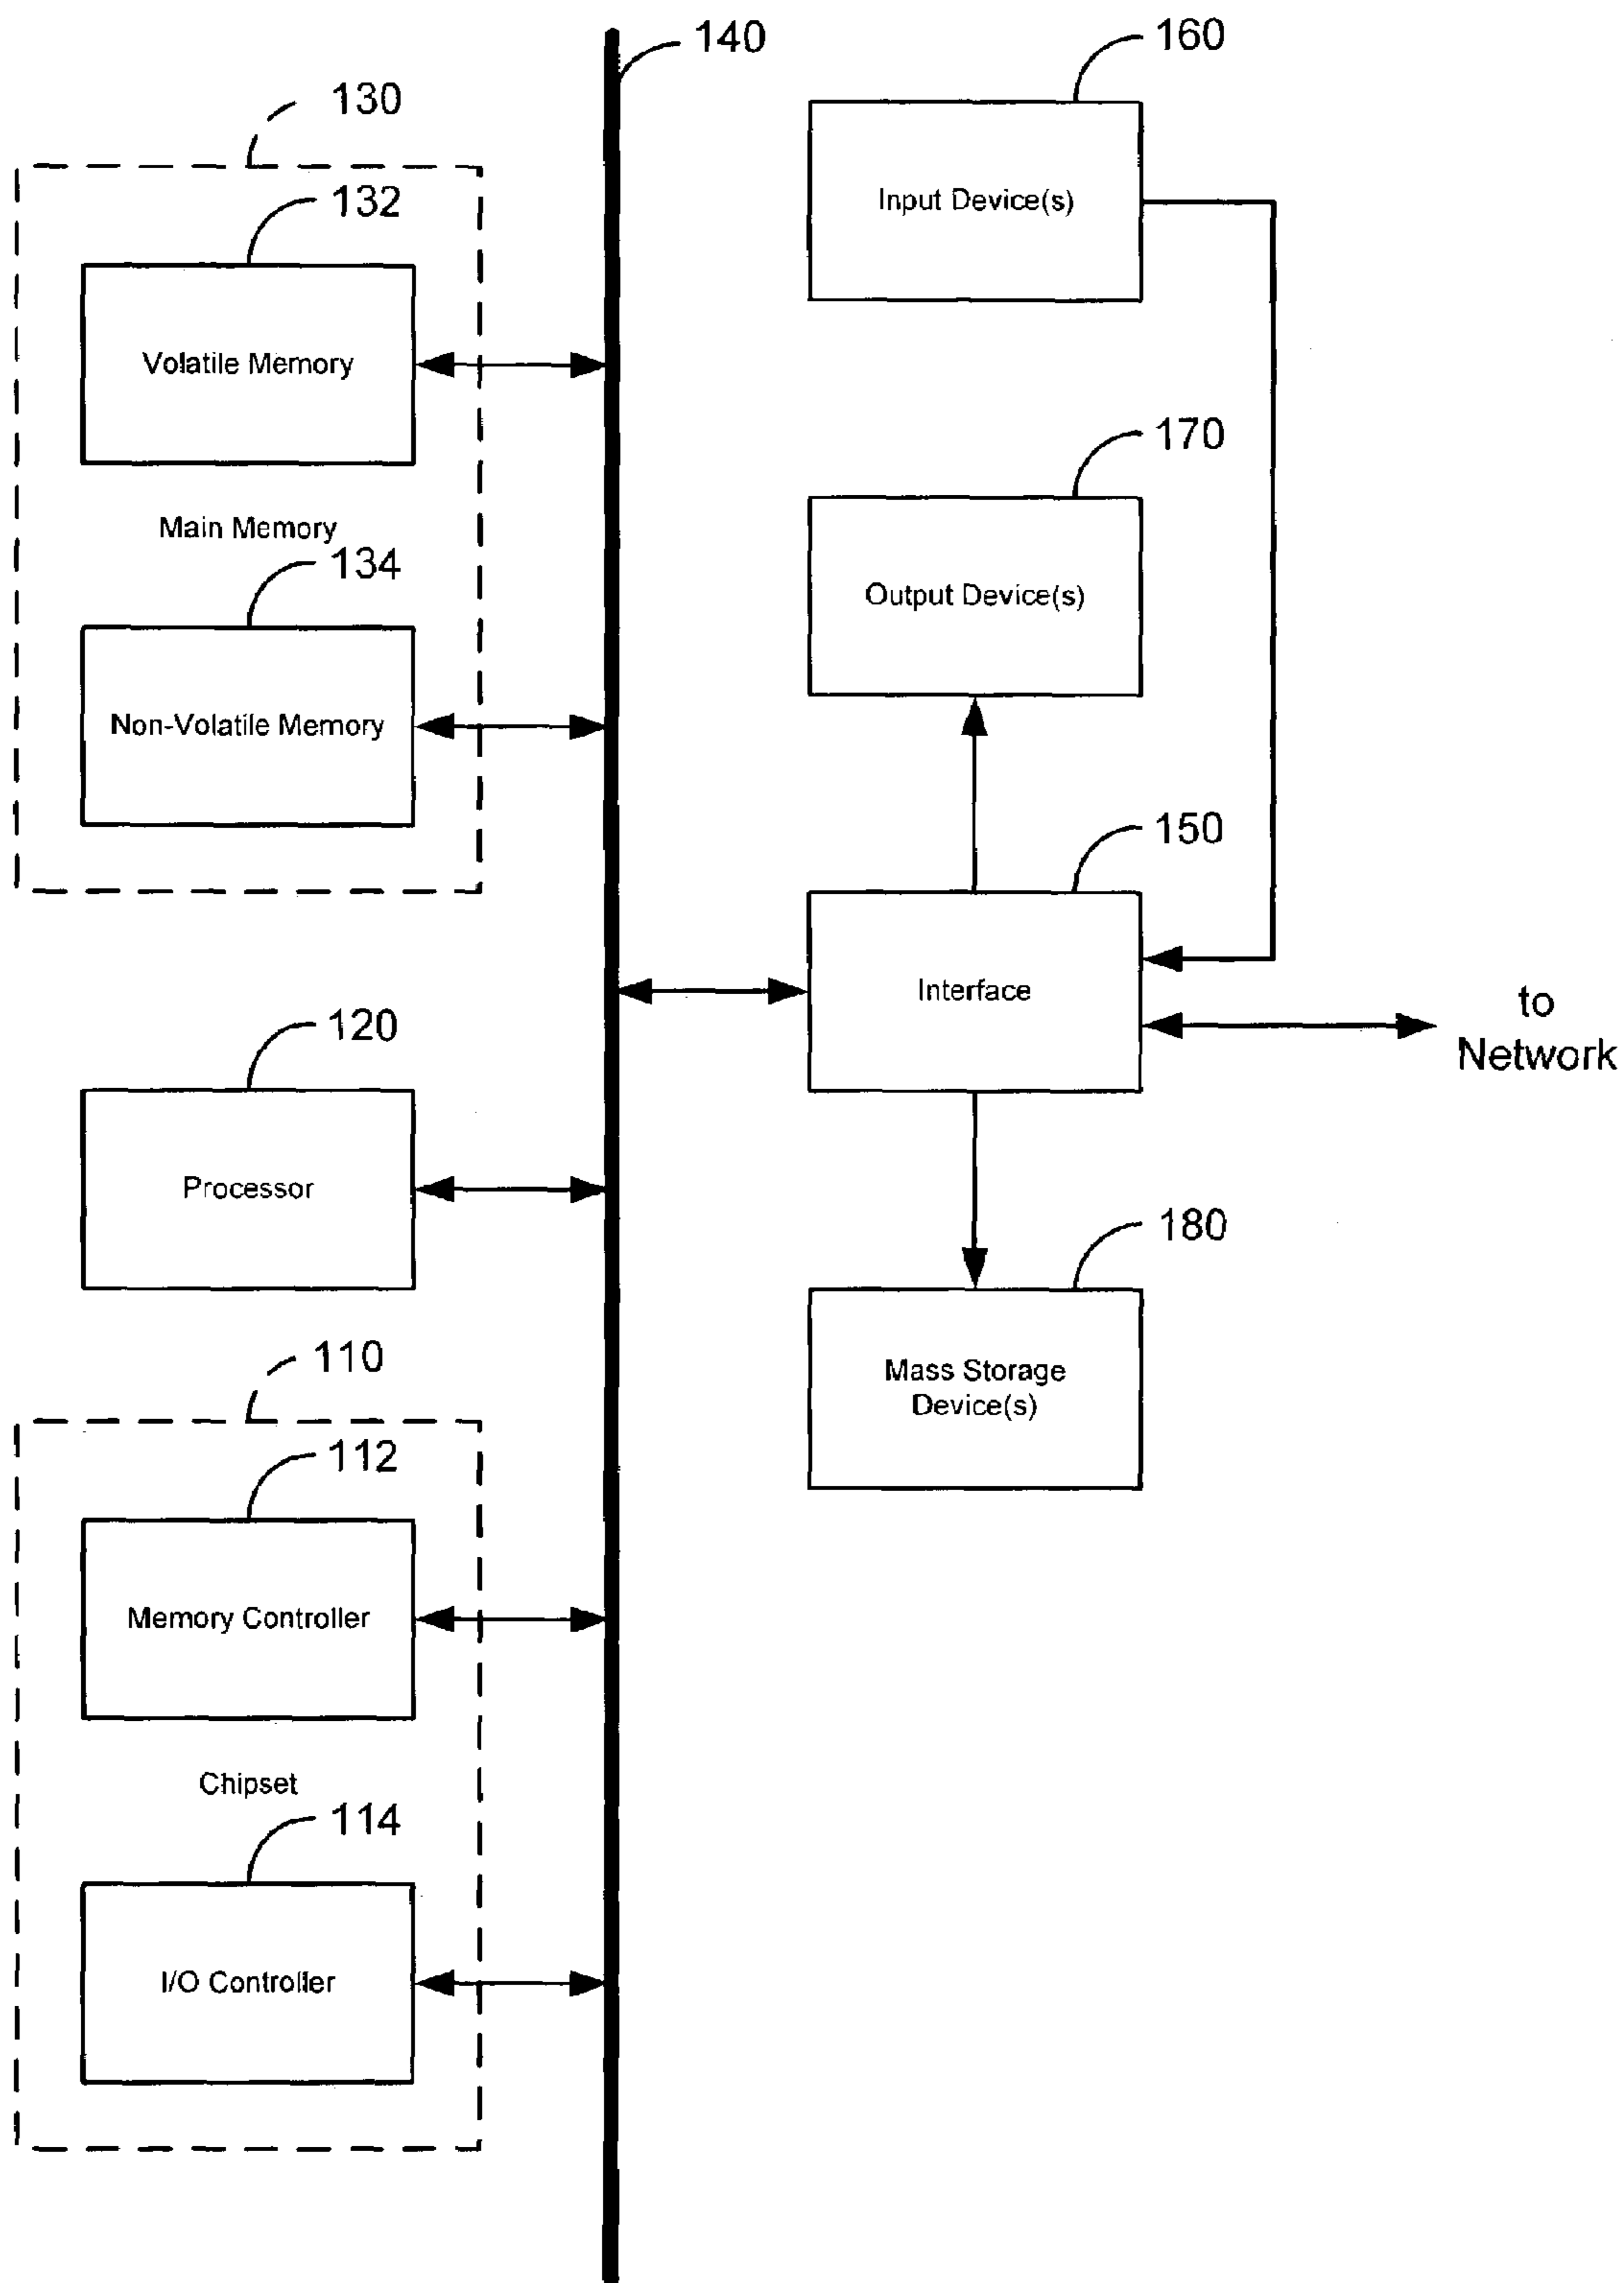 140
160
130
132
Input Device(s)
Volatile Memory
170
Main Memory
134
Output Device(s)
Non-Volatile Memory
150
Interface
to
Network
120
Processor
180
110
Mass Storage
Device(s)
112
Memory Controller
Chipset
114
I/O Controller